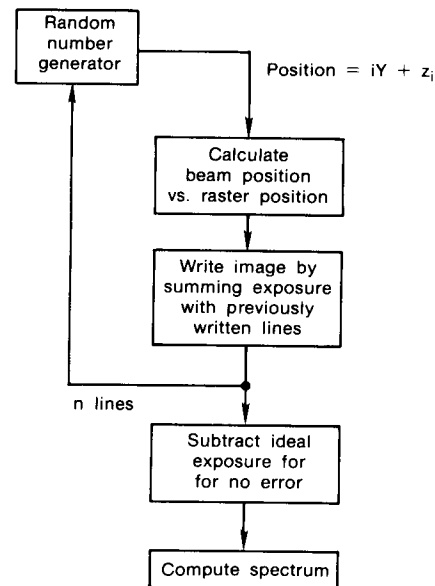 Random
number
generator
Position = iY + zᵢ
Calculate
beam position
vs. raster position
Write image by
summing exposure
with previously
written lines
n lines
Subtract ideal
exposure for
for no error
Compute spectrum